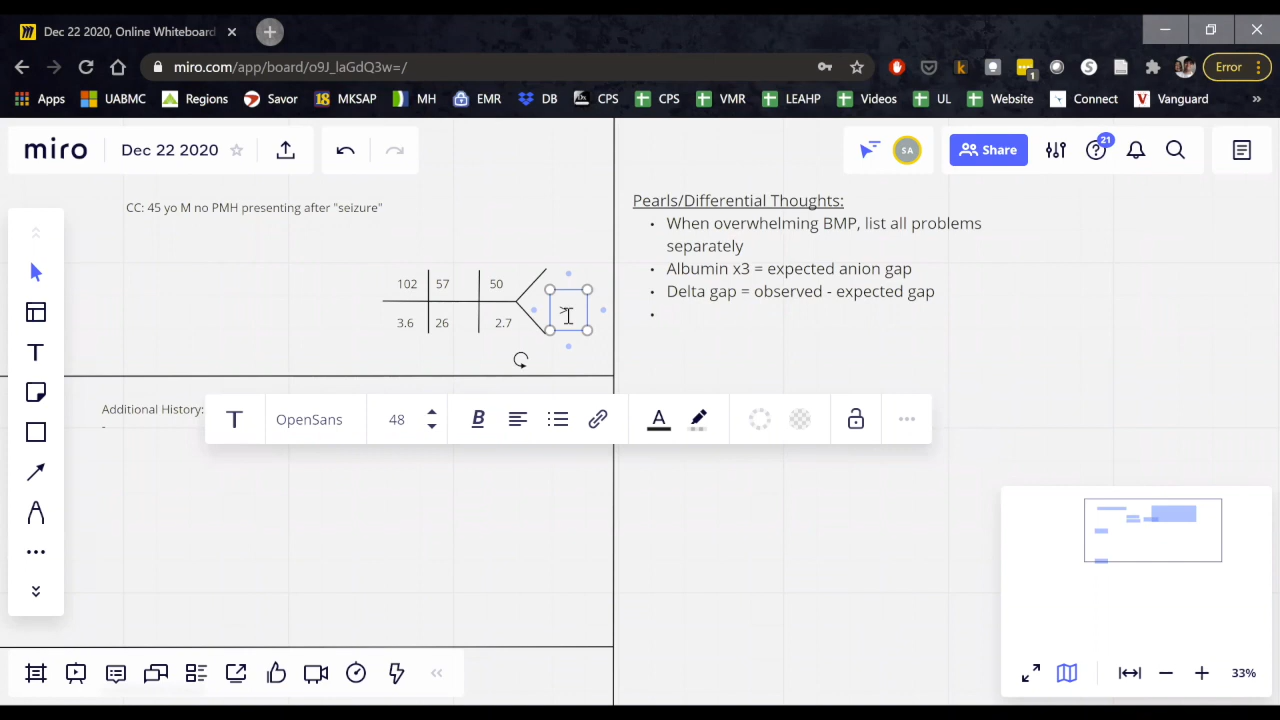 Dec 22 2020, Online Whiteboard
miro.com/app/board/o9J_laGdQ3w=/
1
Error
Apps UABMC Regions Savor 18 MKSAP MH EMR DB CPS CPS VMR LEAHP Videos UL Website Connect Vanguard »
miro Dec 22 2020
SA Share 21
CC: 45 yo M no PMH presenting after "seizure"
102 57 50
3.6 26 2.7
>
Pearls/Differential Thoughts:
• When overwhelming BMP, list all problems
separately
• Albumin x3 = expected anion gap
• Delta gap = observed - expected gap
•
Additional History:
-
T OpenSans 48 B A
33%